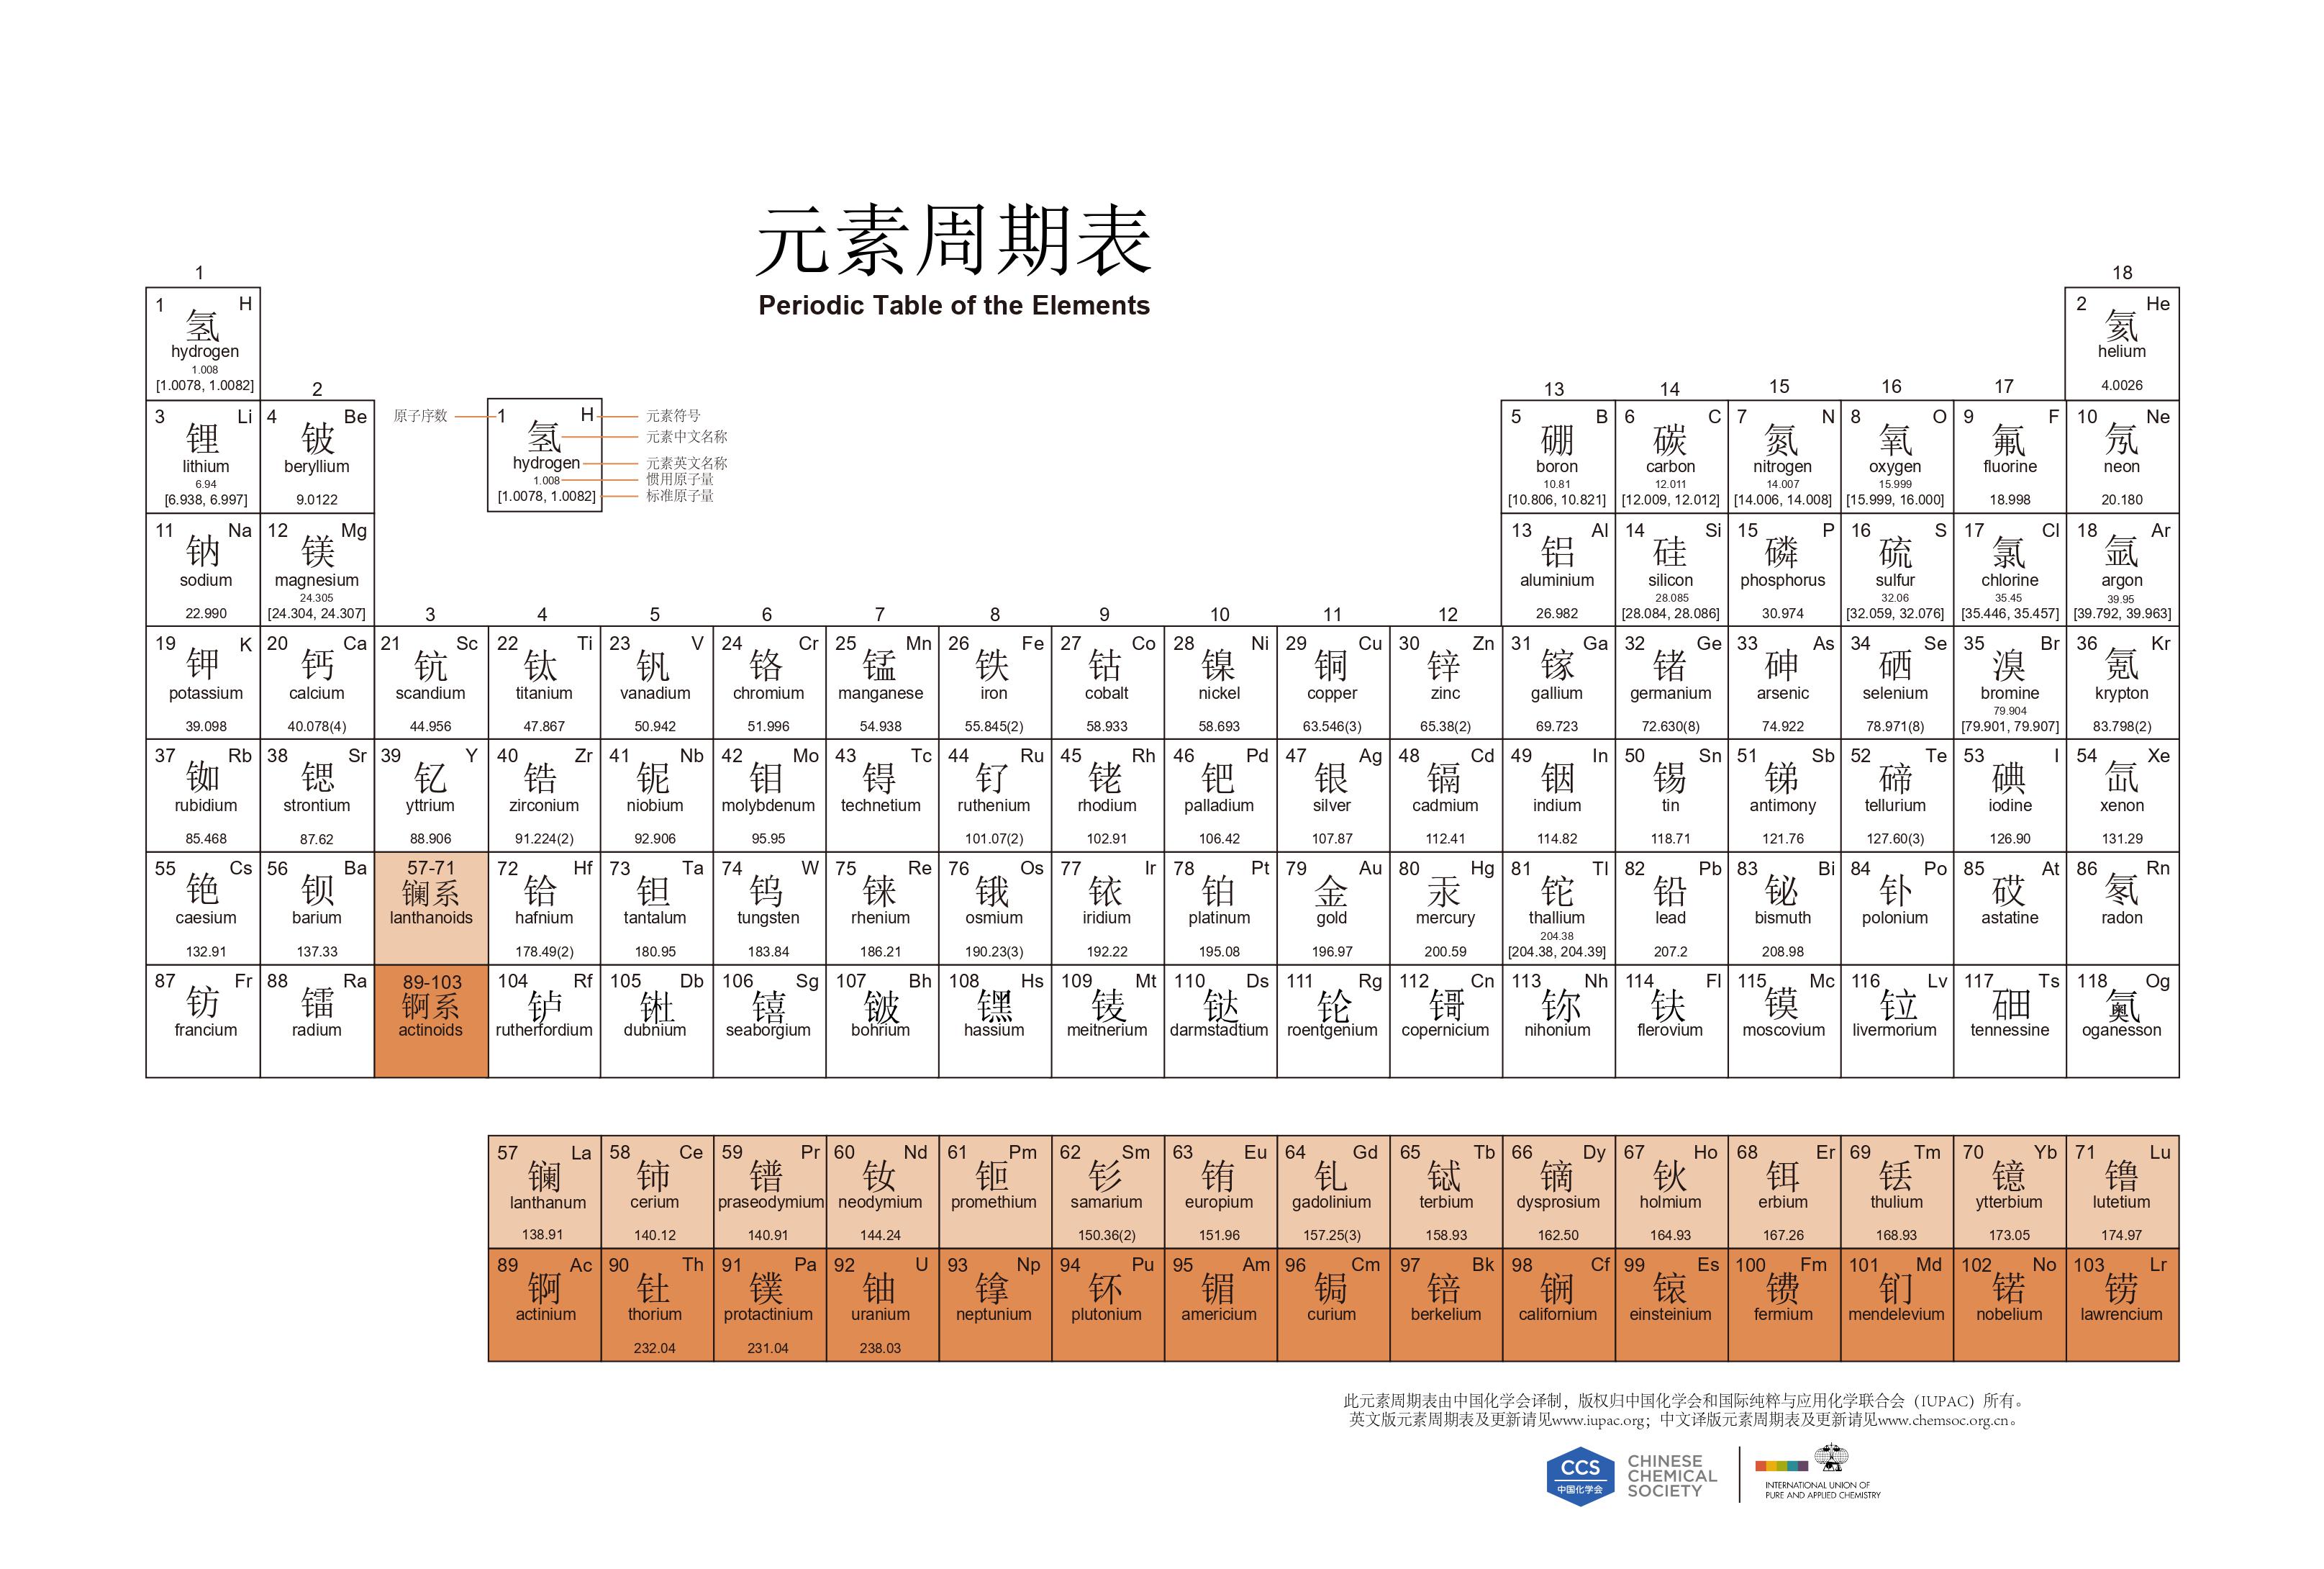 元素周期表
Periodic Table of the Elements
1
18
1 H
氢
hydrogen
1.008
[1.0078, 1.0082]
2 He
氦
helium
4.0026
2
13 14 15 16 17
3 Li
锂
lithium
6.94
[6.938, 6.997]
4 Be
铍
beryllium
9.0122
原子序数
1 H
氢
hydrogen
1.008
[1.0078, 1.0082]
元素符号
元素中文名称
元素英文名称
惯用原子量
标准原子量
5 B
硼
boron
10.81
[10.806, 10.821]
6 C
碳
carbon
12.011
[12.009, 12.012]
7 N
氮
nitrogen
14.007
[14.006, 14.008]
8 O
氧
oxygen
15.999
[15.999, 16.000]
9 F
氟
fluorine
18.998
10 Ne
氖
neon
20.180
11 Na
钠
sodium
22.990
12 Mg
镁
magnesium
24.305
[24.304, 24.307]
13 Al
铝
aluminium
26.982
14 Si
硅
silicon
28.085
[28.084, 28.086]
15 P
磷
phosphorus
30.974
16 S
硫
sulfur
32.06
[32.059, 32.076]
17 Cl
氯
chlorine
35.45
[35.446, 35.457]
18 Ar
氩
argon
39.95
[39.792, 39.963]
3 4 5 6 7 8 9 10 11 12
19 K
钾
potassium
39.098
20 Ca
钙
calcium
40.078(4)
21 Sc
钪
scandium
44.956
22 Ti
钛
titanium
47.867
23 V
钒
vanadium
50.942
24 Cr
铬
chromium
51.996
25 Mn
锰
manganese
54.938
26 Fe
铁
iron
55.845(2)
27 Co
钴
cobalt
58.933
28 Ni
镍
nickel
58.693
29 Cu
铜
copper
63.546(3)
30 Zn
锌
zinc
65.38(2)
31 Ga
镓
gallium
69.723
32 Ge
锗
germanium
72.630(8)
33 As
砷
arsenic
74.922
34 Se
硒
selenium
78.971(8)
35 Br
溴
bromine
79.904
[79.901, 79.907]
36 Kr
氪
krypton
83.798(2)
37 Rb
铷
rubidium
85.468
38 Sr
锶
strontium
87.62
39 Y
钇
yttrium
88.906
40 Zr
锆
zirconium
91.224(2)
41 Nb
铌
niobium
92.906
42 Mo
钼
molybdenum
95.95
43 Tc
锝
technetium
44 Ru
钌
ruthenium
101.07(2)
45 Rh
铑
rhodium
102.91
46 Pd
钯
palladium
106.42
47 Ag
银
silver
107.87
48 Cd
镉
cadmium
112.41
49 In
铟
indium
114.82
50 Sn
锡
tin
118.71
51 Sb
锑
antimony
121.76
52 Te
碲
tellurium
127.60(3)
53 I
碘
iodine
126.90
54 Xe
氙
xenon
131.29
55 Cs
铯
caesium
132.91
56 Ba
钡
barium
137.33
57-71
镧系
lanthanoids
72 Hf
铪
hafnium
178.49(2)
73 Ta
钽
tantalum
180.95
74 W
钨
tungsten
183.84
75 Re
铼
rhenium
186.21
76 Os
锇
osmium
190.23(3)
77 Ir
铱
iridium
192.22
78 Pt
铂
platinum
195.08
79 Au
金
gold
196.97
80 Hg
汞
mercury
200.59
81 Tl
铊
thallium
204.38
[204.38, 204.39]
82 Pb
铅
lead
207.2
83 Bi
铋
bismuth
208.98
84 Po
钋
polonium
85 At
砹
astatine
86 Rn
氡
radon
87 Fr
钫
francium
88 Ra
镭
radium
89-103
锕系
actinoids
104 Rf
𬬻
rutherfordium
105 Db
𬭊
dubnium
106 Sg
𬭳
seaborgium
107 Bh
𬭛
bohrium
108 Hs
𬭶
hassium
109 Mt
鿏
meitnerium
110 Ds
𫟼
darmstadtium
111 Rg
𬬭
roentgenium
112 Cn
鿔
copernicium
113 Nh
鿭
nihonium
114 Fl
𫓧
flerovium
115 Mc
镆
moscovium
116 Lv
𫟷
livermorium
117 Ts
鿬
tennessine
118 Og
鿫
oganesson
57 La
镧
lanthanum
138.91
58 Ce
铈
cerium
140.12
59 Pr
镨
praseodymium
140.91
60 Nd
钕
neodymium
144.24
61 Pm
钷
promethium
62 Sm
钐
samarium
150.36(2)
63 Eu
铕
europium
151.96
64 Gd
钆
gadolinium
157.25(3)
65 Tb
铽
terbium
158.93
66 Dy
镝
dysprosium
162.50
67 Ho
钬
holmium
164.93
68 Er
铒
erbium
167.26
69 Tm
铥
thulium
168.93
70 Yb
镱
ytterbium
173.05
71 Lu
镥
lutetium
174.97
89 Ac
锕
actinium
90 Th
钍
thorium
232.04
91 Pa
镤
protactinium
231.04
92 U
铀
uranium
238.03
93 Np
镎
neptunium
94 Pu
钚
plutonium
95 Am
镅
americium
96 Cm
锔
curium
97 Bk
锫
berkelium
98 Cf
锎
californium
99 Es
锿
einsteinium
100 Fm
镄
fermium
101 Md
钔
mendelevium
102 No
锘
nobelium
103 Lr
铹
lawrencium
此元素周期表由中国化学会译制，版权归中国化学会和国际纯粹与应用化学联合会（IUPAC）所有。
英文版元素周期表及更新请见www.iupac.org；中文译版元素周期表及更新请见www.chemsoc.org.cn。
CCS
中国化学会
CHINESE
CHEMICAL
SOCIETY
INTERNATIONAL UNION OF
PURE AND APPLIED CHEMISTRY